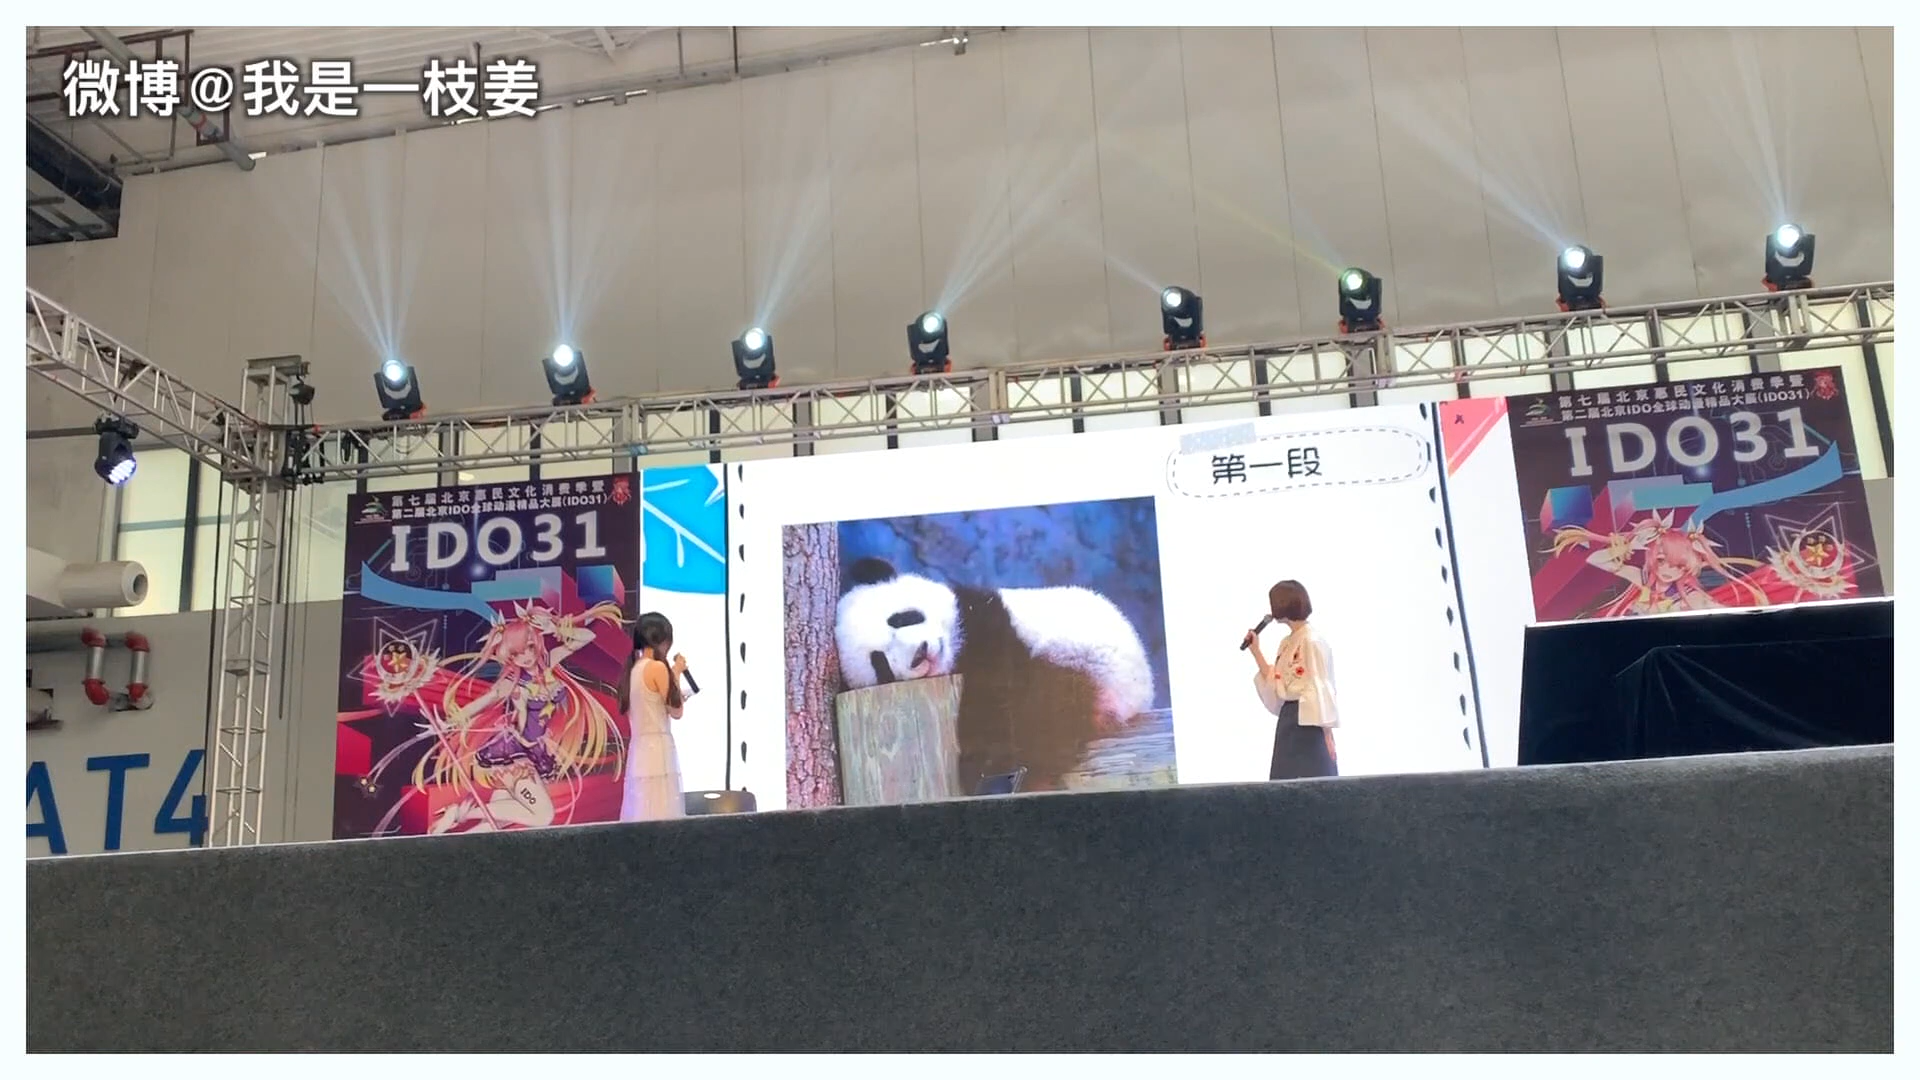 微博@我是一枝姜
第七届北京惠民文化消费季暨
第二届北京IDO全球动漫精品大展(IDO31)
IDO31
IDO
第一段
第七届北京惠民文化消费季暨
第二届北京IDO全球动漫精品大展(IDO31)
IDO31
AT4